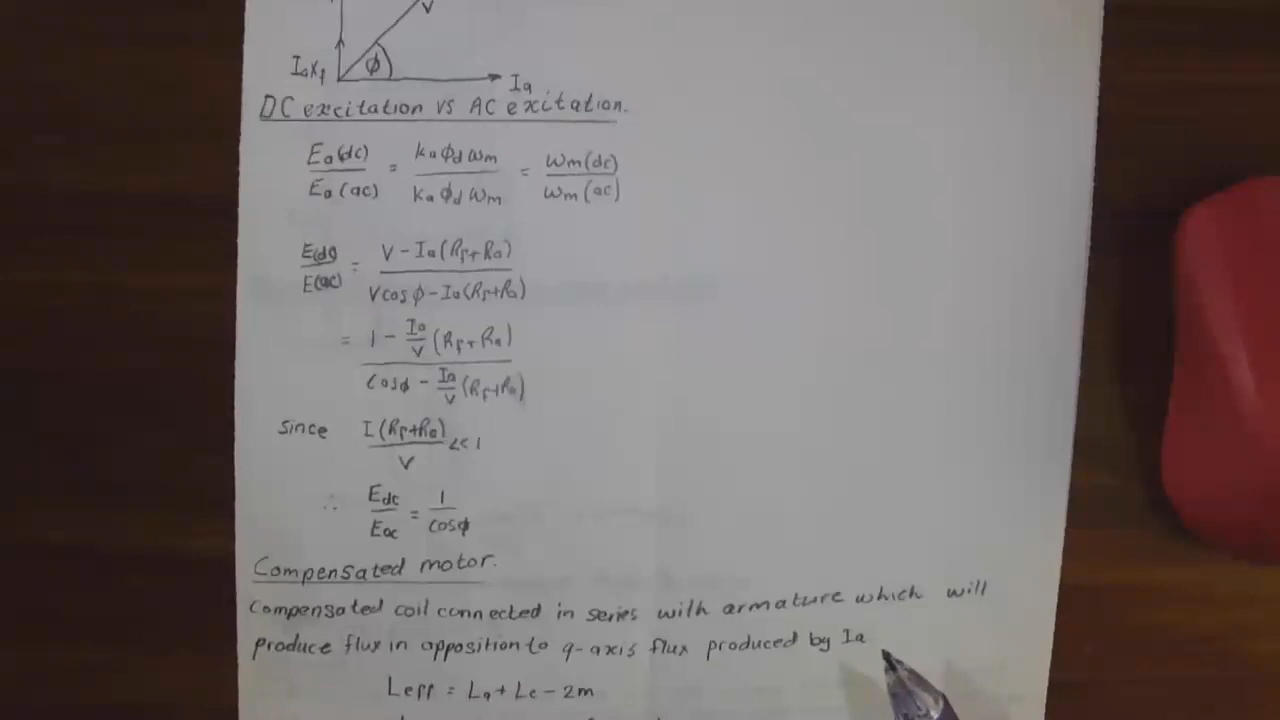 V
IaXf
ϕ
Ia
DC excitation vs AC excitation.
Ea(dc)/Ea(ac) = kaϕdωm/kaϕdωm = ωm(dc)/ωm(ac)
E(dc)/E(ac) = V - Ia(Rf+Ra)/Vcosϕ - Ia(Rf+Ra)
= 1 - Ia/V (Rf+Ra)/cosϕ - Ia/V (Rf+Ra)
since I(Rf+Ra)/V << 1
∴ Edc/Eac = 1/cosϕ
Compensated motor.
Compensated coil connected in series with armature which will
produce flux in opposition to q-axis flux produced by Ia
Leff = La + Lc - 2m